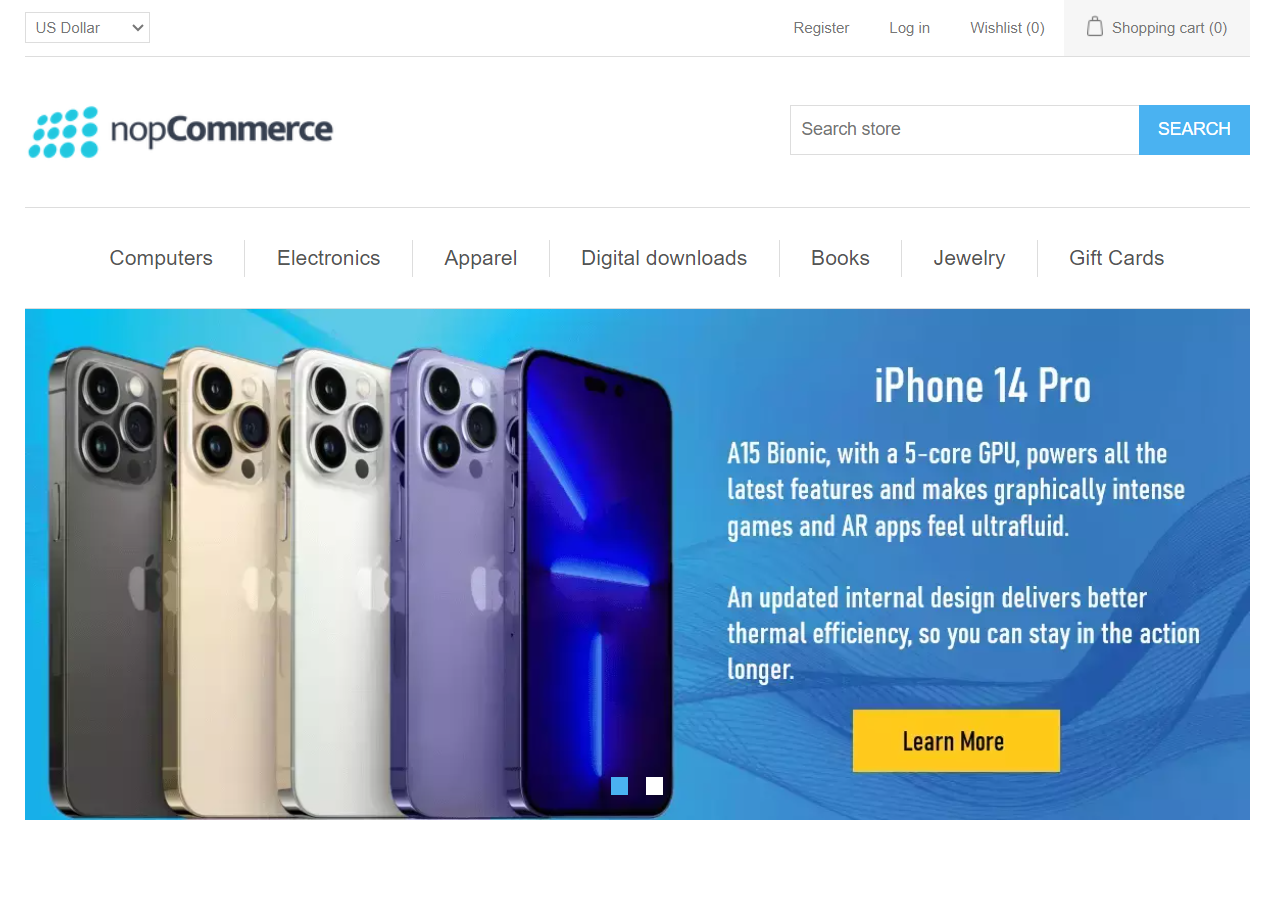 US Dollar
Register
Log in
Wishlist (0)
Shopping cart (0)
nopCommerce
Search store
SEARCH
Computers
Electronics
Apparel
Digital downloads
Books
Jewelry
Gift Cards
iPhone 14 Pro
A15 Bionic, with a 5-core GPU, powers all the
latest features and makes graphically intense
games and AR apps feel ultrafluid.
An updated internal design delivers better
thermal efficiency, so you can stay in the action
longer.
Learn More